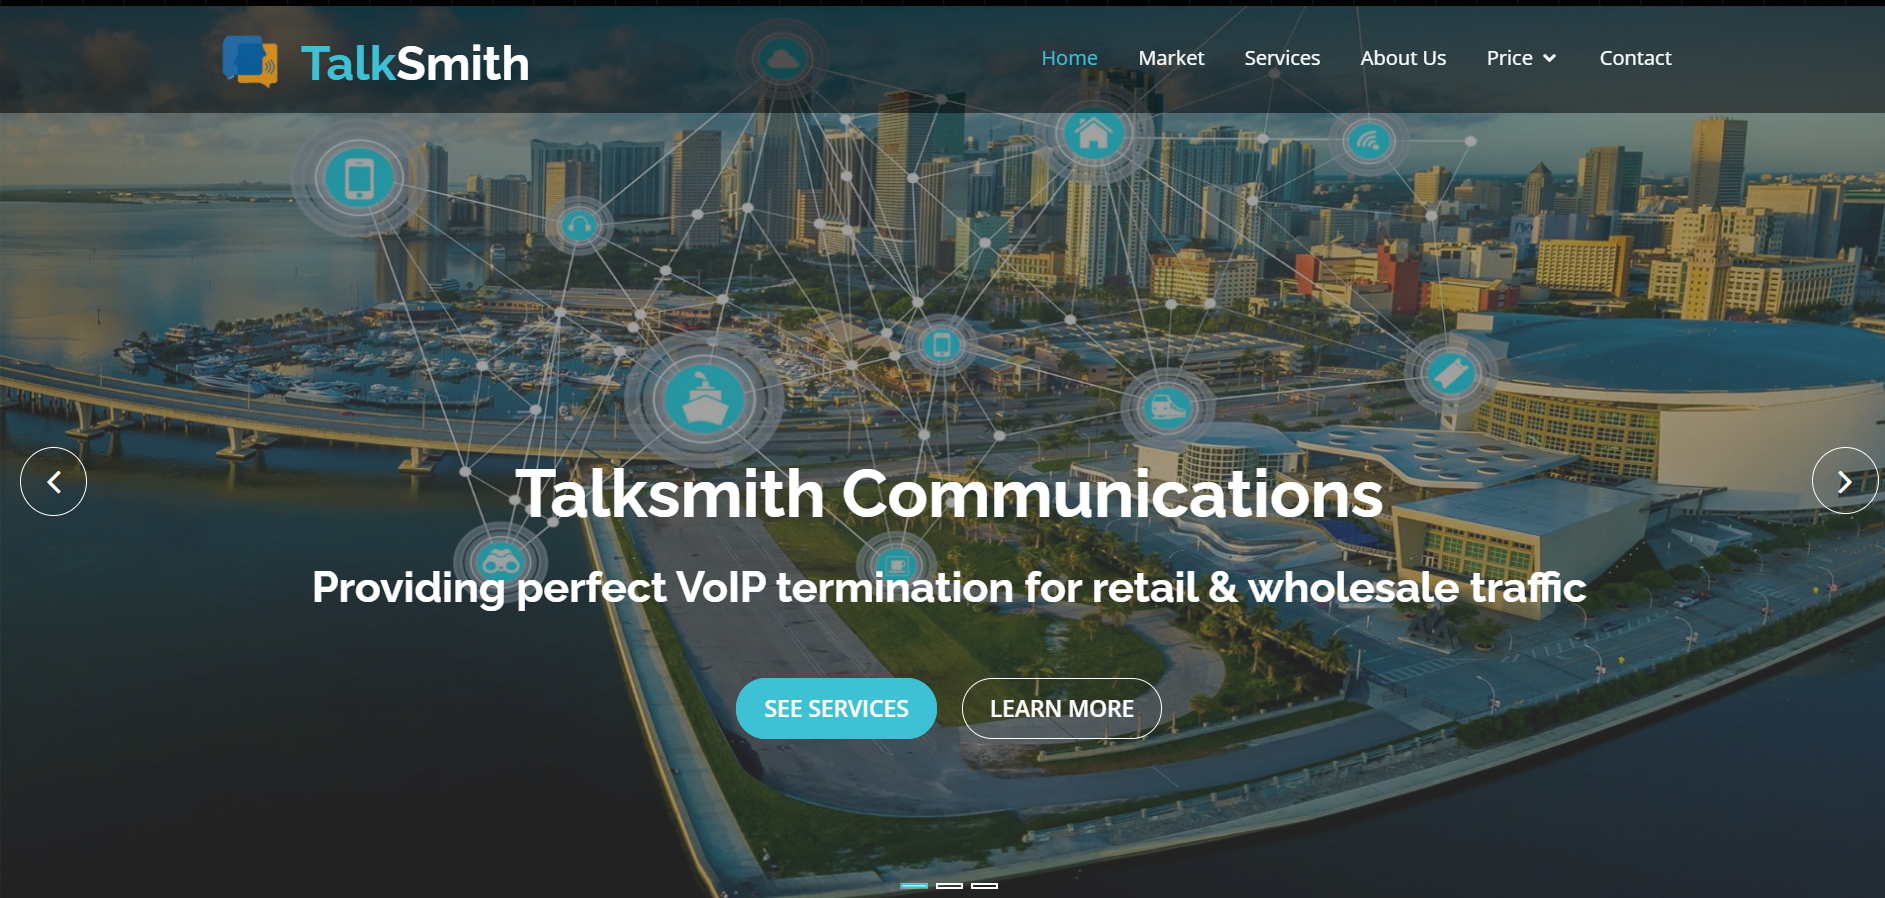 TalkSmith
Home Market Services About Us Price Contact
Talksmith Communications
Providing perfect VoIP termination for retail & wholesale traffic
SEE SERVICES LEARN MORE